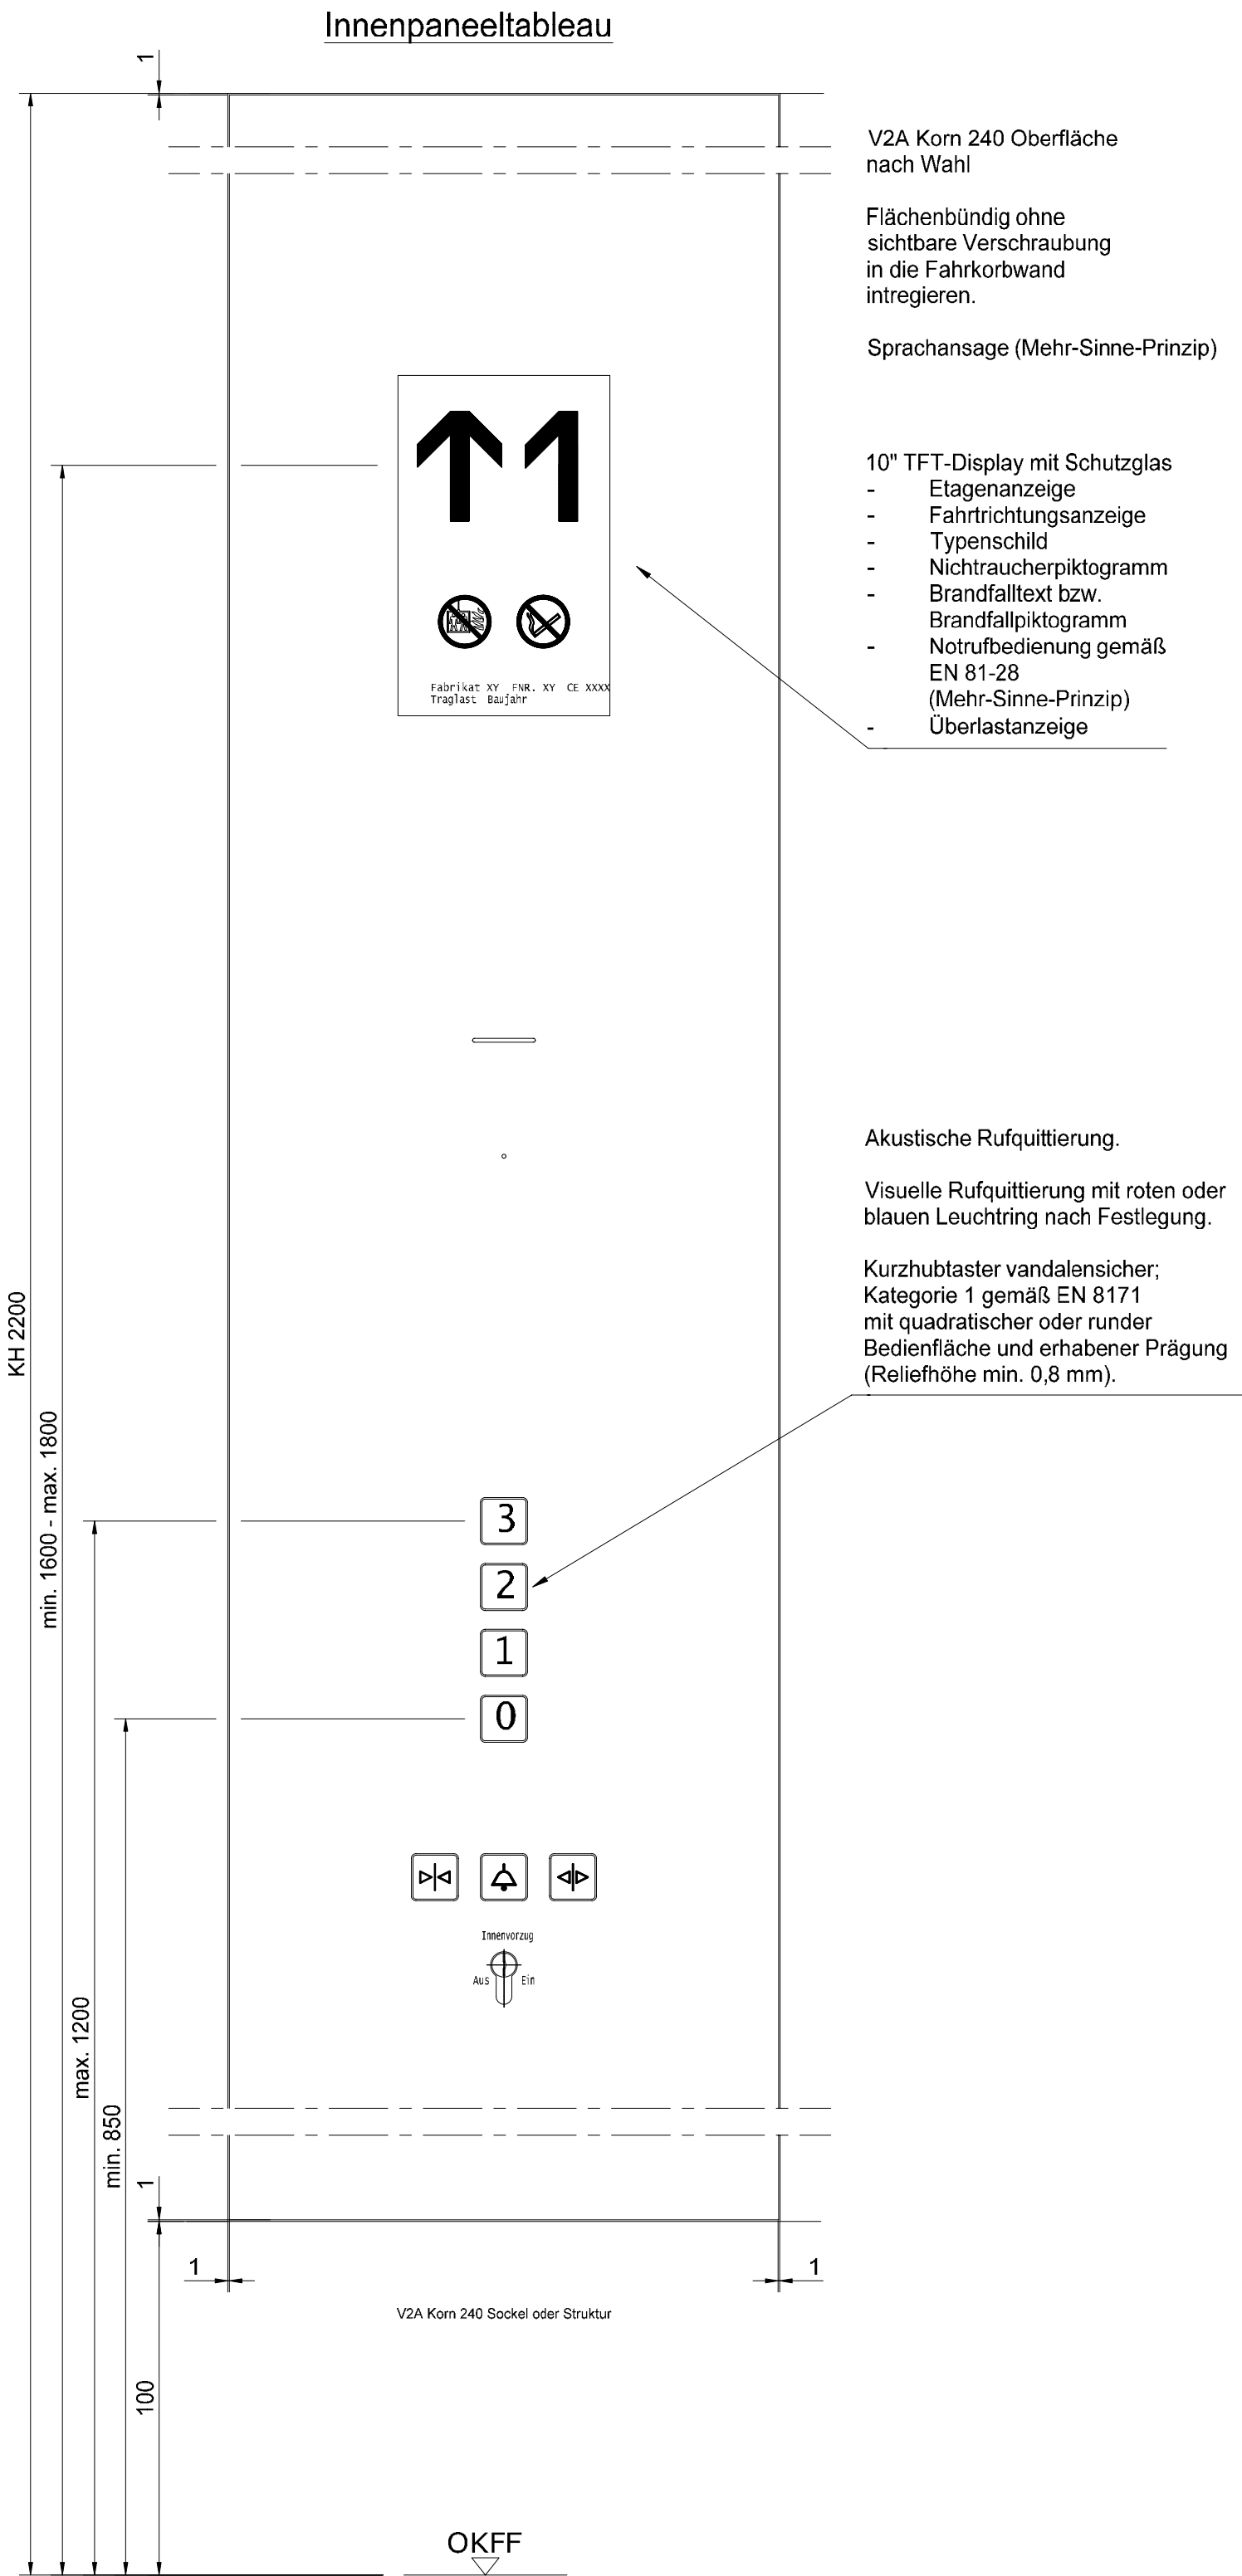 Innenpaneeltableau
1
V2A Korn 240 Oberfläche
nach Wahl
Flächenbündig ohne
sichtbare Verschraubung
in die Fahrkorbwand
intregieren.
Sprachansage (Mehr-Sinne-Prinzip)
1
10" TFT-Display mit Schutzglas
- Etagenanzeige
- Fahrtrichtungsanzeige
- Typenschild
- Nichtraucherpiktogramm
- Brandfalltext bzw.
Brandfallpiktogramm
- Notrufbedienung gemäß
EN 81-28
(Mehr-Sinne-Prinzip)
- Überlastanzeige
Fabrikat XY FNR. XY CE XXXX
Traglast Baujahr
Akustische Rufquittierung.
Visuelle Rufquittierung mit roten oder
blauen Leuchtring nach Festlegung.
Kurzhubtaster vandalensicher;
Kategorie 1 gemäß EN 8171
mit quadratischer oder runder
Bedienfläche und erhabener Prägung
(Reliefhöhe min. 0,8 mm).
KH 2200
min. 1600 - max. 1800
3
2
1
0
Innenvorzug
Aus Ein
max. 1200
min. 850
1
1
1
V2A Korn 240 Sockel oder Struktur
100
OKFF